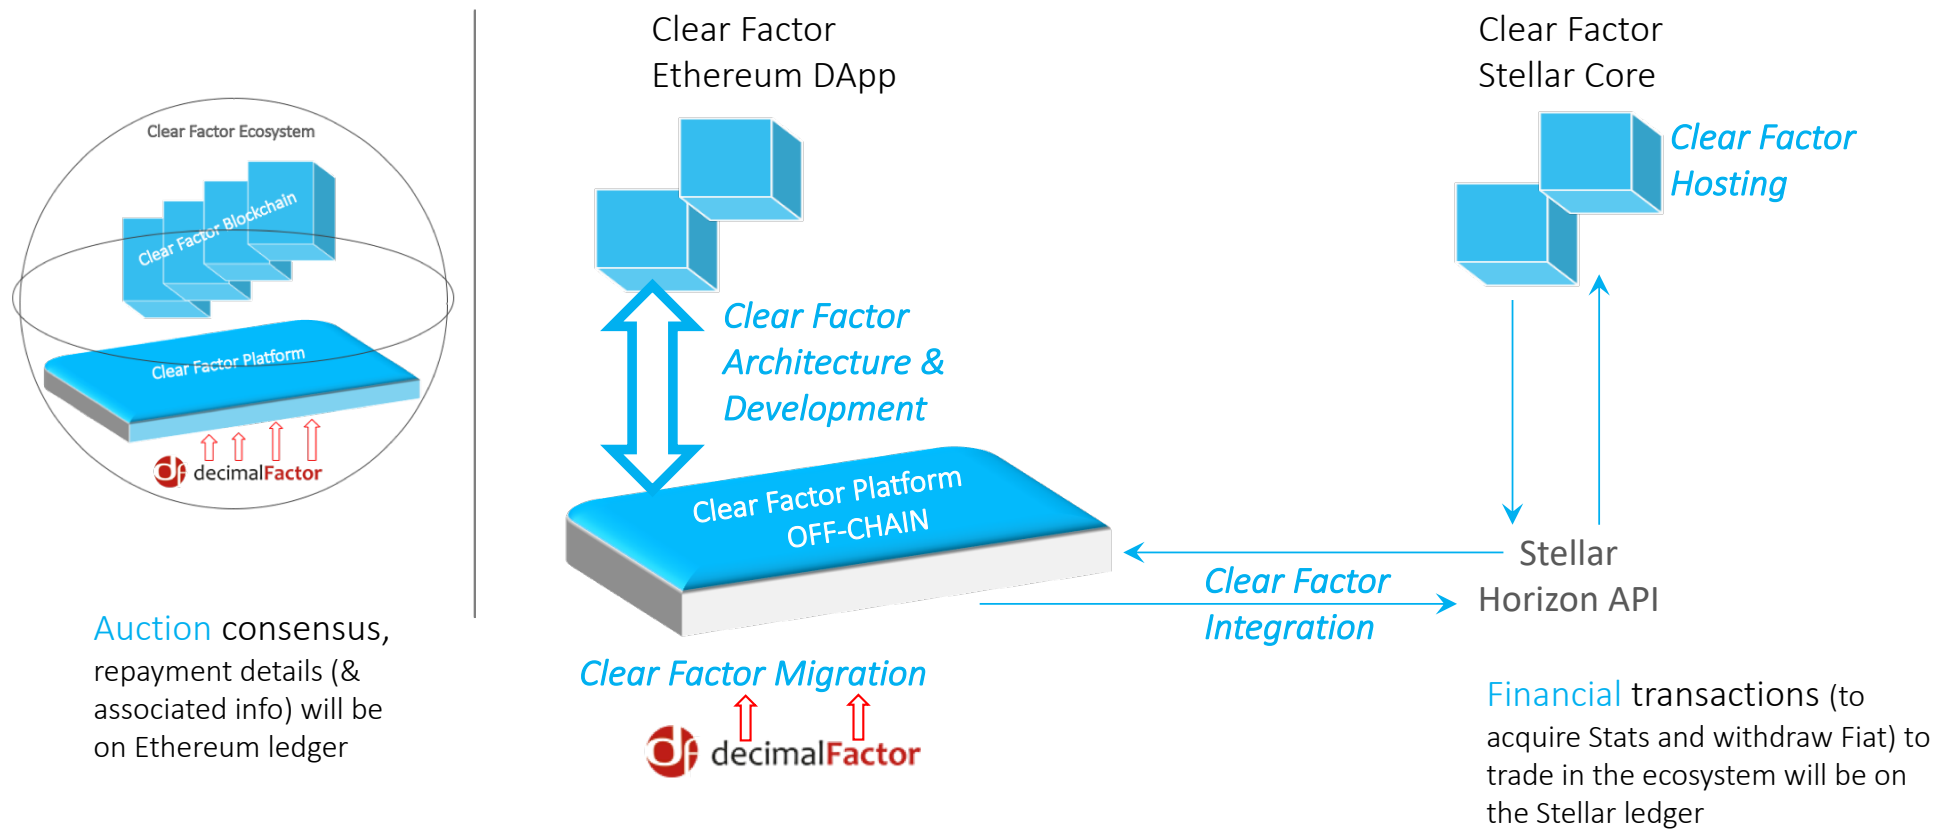 Clear Factor Ecosystem
Clear Factor Blockchain
Clear Factor Platform
df decimalFactor
Auction consensus,
repayment details (&
associated info) will be
on Ethereum ledger
Clear Factor
Ethereum DApp
Clear Factor
Architecture &
Development
Clear Factor Platform
OFF-CHAIN
Clear Factor Migration
df decimalFactor
Clear Factor
Integration
Clear Factor
Stellar Core
Clear Factor
Hosting
Stellar
Horizon API
Financial transactions (to
acquire Stats and withdraw Fiat) to
trade in the ecosystem will be on
the Stellar ledger